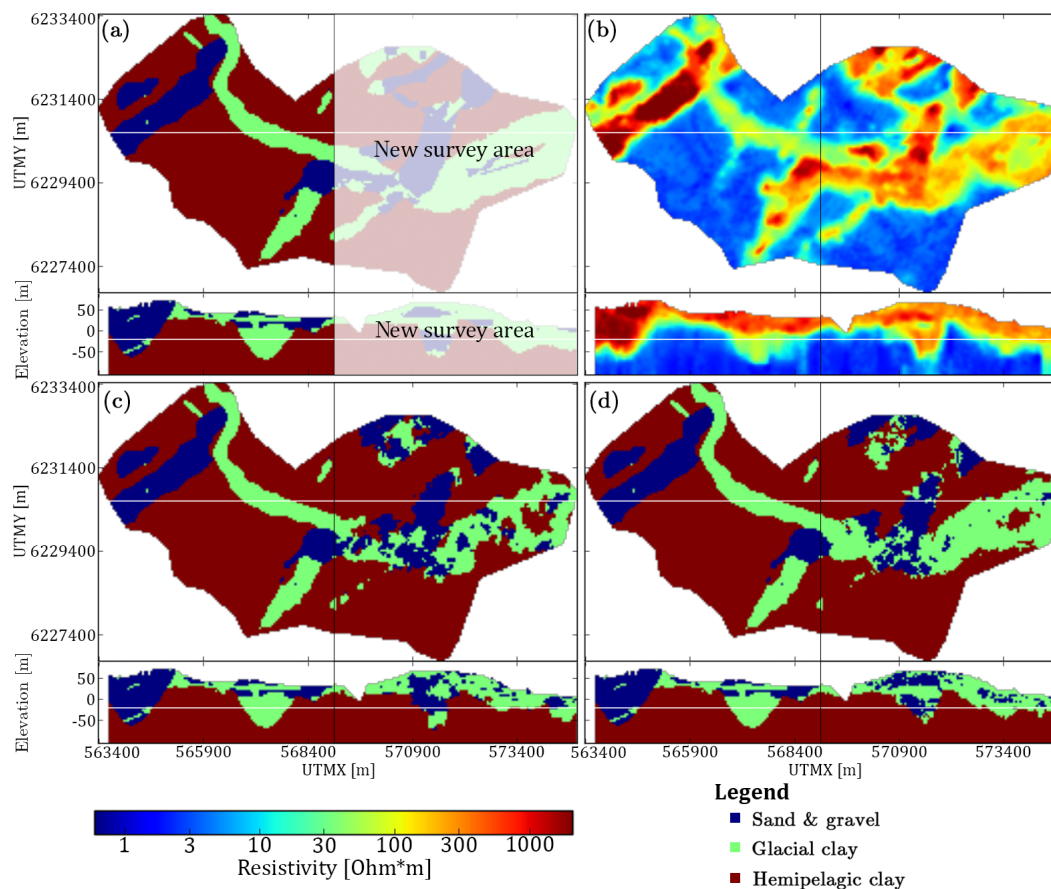 6233400
(a)
(b)
6231400
New survey area
6229400
6227400
UTMY [m]
50
0
-50
New survey area
Elevation [m]
6233400
(c)
(d)
6231400
6229400
6227400
UTMY [m]
50
0
-50
Elevation [m]
563400 565900 568400 570900 573400
565900 568400 570900 573400
UTMX [m]
UTMX [m]
1 3 10 30 100 300 1000
Resistivity [Ohm*m]
Legend
Sand & gravel
Glacial clay
Hemipelagic clay